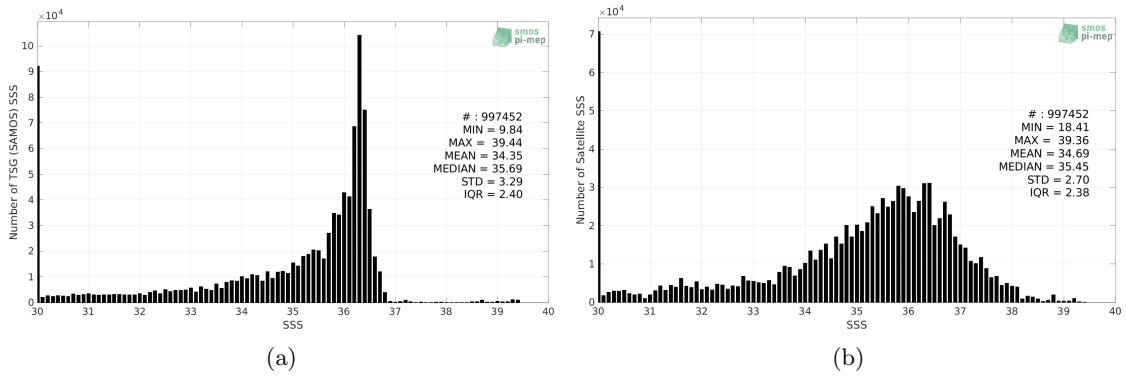 ×10⁴
10
9
8
7
6
5
4
3
2
1
0
Number of TSG (SAMOS) SSS
smos
pi-mep
# : 997452
MIN = 9.84
MAX = 39.44
MEAN = 34.35
MEDIAN = 35.69
STD = 3.29
IQR = 2.40
30 31 32 33 34 35 36 37 38 39 40
SSS
(a)
×10⁴
7
6
5
4
3
2
1
0
Number of Satellite SSS
smos
pi-mep
# : 997452
MIN = 18.41
MAX = 39.36
MEAN = 34.69
MEDIAN = 35.45
STD = 2.70
IQR = 2.38
30 31 32 33 34 35 36 37 38 39 40
SSS
(b)